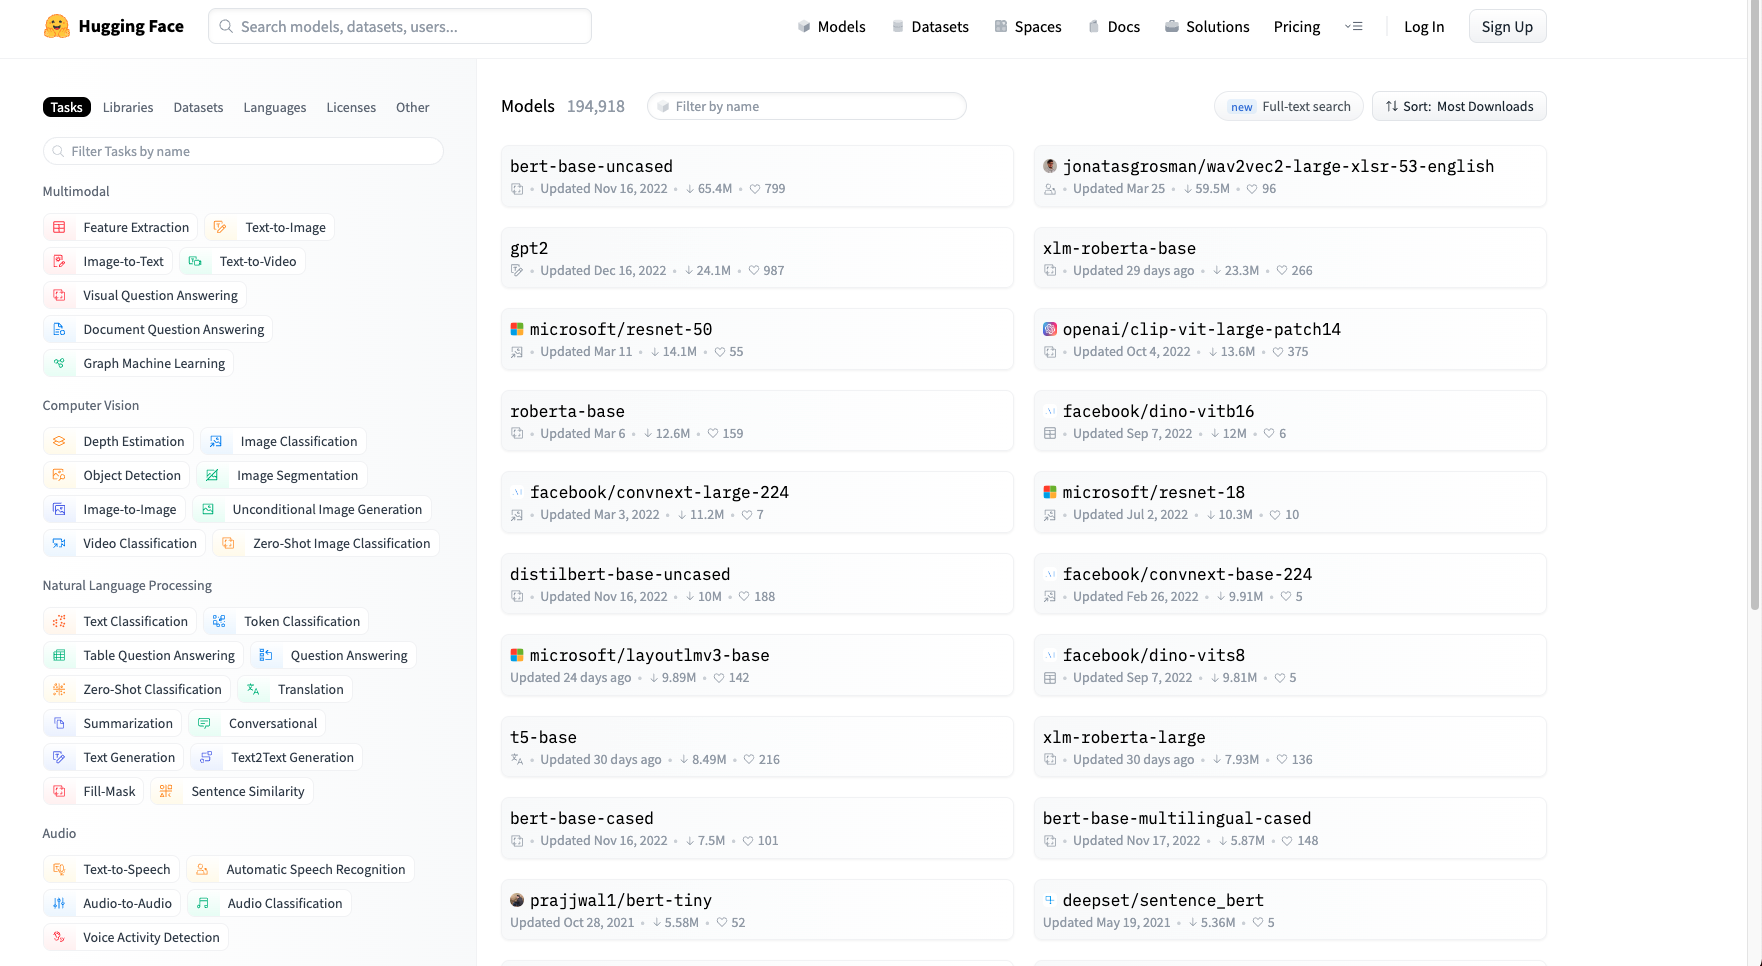 Hugging Face
Search models, datasets, users...
Models
Datasets
Spaces
Docs
Solutions
Pricing
Log In
Sign Up
Tasks
Libraries
Datasets
Languages
Licenses
Other
Filter Tasks by name
Multimodal
Feature Extraction
Text-to-Image
Image-to-Text
Text-to-Video
Visual Question Answering
Document Question Answering
Graph Machine Learning
Computer Vision
Depth Estimation
Image Classification
Object Detection
Image Segmentation
Image-to-Image
Unconditional Image Generation
Video Classification
Zero-Shot Image Classification
Natural Language Processing
Text Classification
Token Classification
Table Question Answering
Question Answering
Zero-Shot Classification
Translation
Summarization
Conversational
Text Generation
Text2Text Generation
Fill-Mask
Sentence Similarity
Audio
Text-to-Speech
Automatic Speech Recognition
Audio-to-Audio
Audio Classification
Voice Activity Detection
Models 194,918
Filter by name
new Full-text search
Sort: Most Downloads
bert-base-uncased
Updated Nov 16, 2022 • ↓ 65.4M • ♡ 799
jonatasgrosman/wav2vec2-large-xlsr-53-english
Updated Mar 25 • ↓ 59.5M • ♡ 96
gpt2
Updated Dec 16, 2022 • ↓ 24.1M • ♡ 987
xlm-roberta-base
Updated 29 days ago • ↓ 23.3M • ♡ 266
microsoft/resnet-50
Updated Mar 11 • ↓ 14.1M • ♡ 55
openai/clip-vit-large-patch14
Updated Oct 4, 2022 • ↓ 13.6M • ♡ 375
roberta-base
Updated Mar 6 • ↓ 12.6M • ♡ 159
facebook/dino-vitb16
Updated Sep 7, 2022 • ↓ 12M • ♡ 6
facebook/convnext-large-224
Updated Mar 3, 2022 • ↓ 11.2M • ♡ 7
microsoft/resnet-18
Updated Jul 2, 2022 • ↓ 10.3M • ♡ 10
distilbert-base-uncased
Updated Nov 16, 2022 • ↓ 10M • ♡ 188
facebook/convnext-base-224
Updated Feb 26, 2022 • ↓ 9.91M • ♡ 5
microsoft/layoutlmv3-base
Updated 24 days ago • ↓ 9.89M • ♡ 142
facebook/dino-vits8
Updated Sep 7, 2022 • ↓ 9.81M • ♡ 5
t5-base
Updated 30 days ago • ↓ 8.49M • ♡ 216
xlm-roberta-large
Updated 30 days ago • ↓ 7.93M • ♡ 136
bert-base-cased
Updated Nov 16, 2022 • ↓ 7.5M • ♡ 101
bert-base-multilingual-cased
Updated Nov 17, 2022 • ↓ 5.87M • ♡ 148
prajjwal1/bert-tiny
Updated Oct 28, 2021 • ↓ 5.58M • ♡ 52
deepset/sentence_bert
Updated May 19, 2021 • ↓ 5.36M • ♡ 5